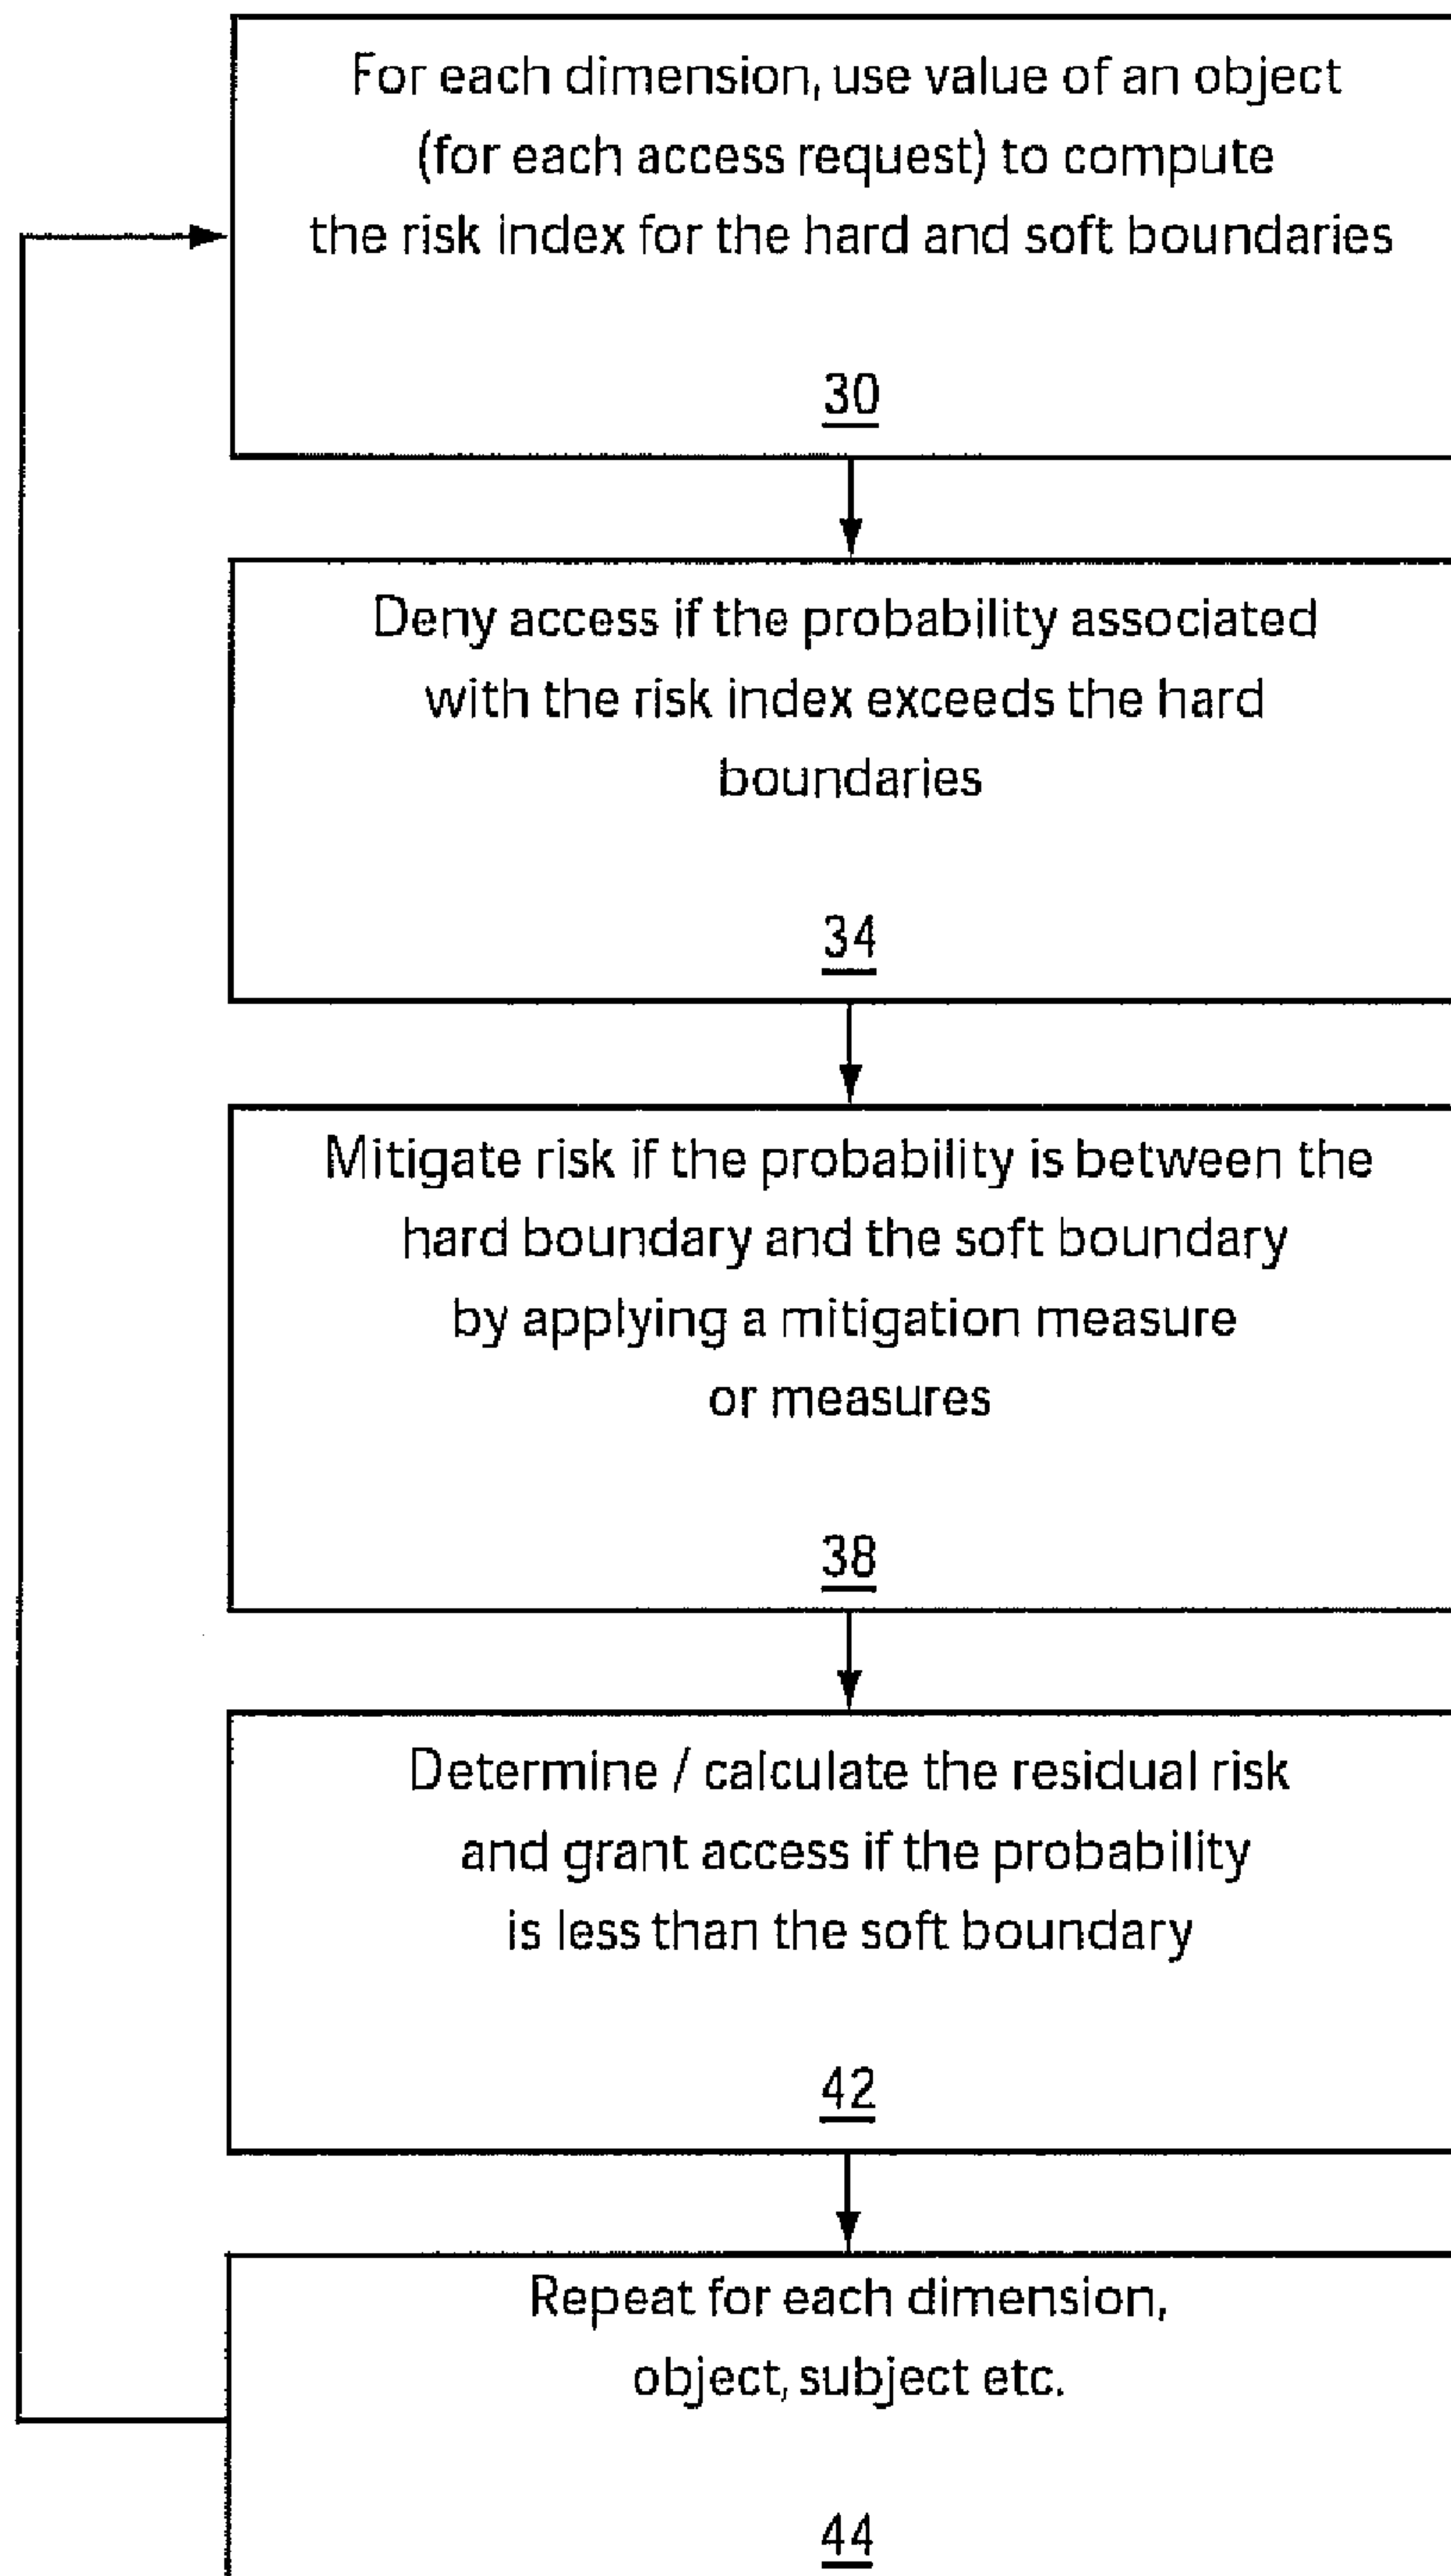 For each dimension, use value of an object
(for each access request) to compute
the risk index for the hard and soft boundaries
30
Deny access if the probability associated
with the risk index exceeds the hard
boundaries
34
Mitigate risk if the probability is between the
hard boundary and the soft boundary
by applying a mitigation measure
or measures
38
Determine / calculate the residual risk
and grant access if the probability
is less than the soft boundary
42
Repeat for each dimension,
object, subject etc.
44